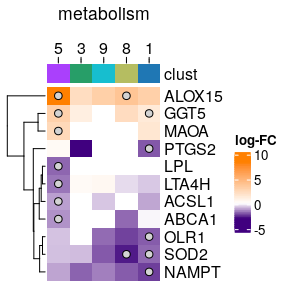 metabolism
5 3 9 8 1
clust
ALOX15
GGT5
MAOA
PTGS2
LPL
LTA4H
ACSL1
ABCA1
OLR1
SOD2
NAMPT
log-FC
10
5
0
-5